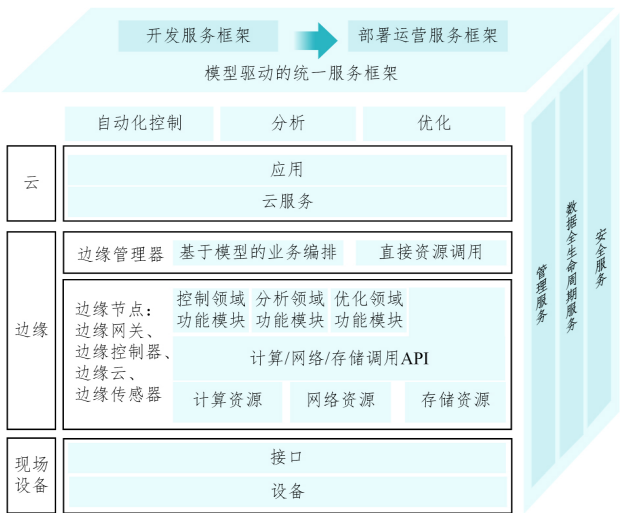 开发服务框架
部署运营服务框架
模型驱动的统一服务框架
自动化控制
分析
优化
云
应用
云服务
边缘
边缘管理器
基于模型的业务编排
直接资源调用
边缘节点：
边缘网关、
边缘控制器、
边缘云、
边缘传感器
控制领域
功能模块
分析领域
功能模块
优化领域
功能模块
计算/网络/存储调用API
计算资源
网络资源
存储资源
现场
设备
接口
设备
管理服务
数据全生命周期服务
安全服务